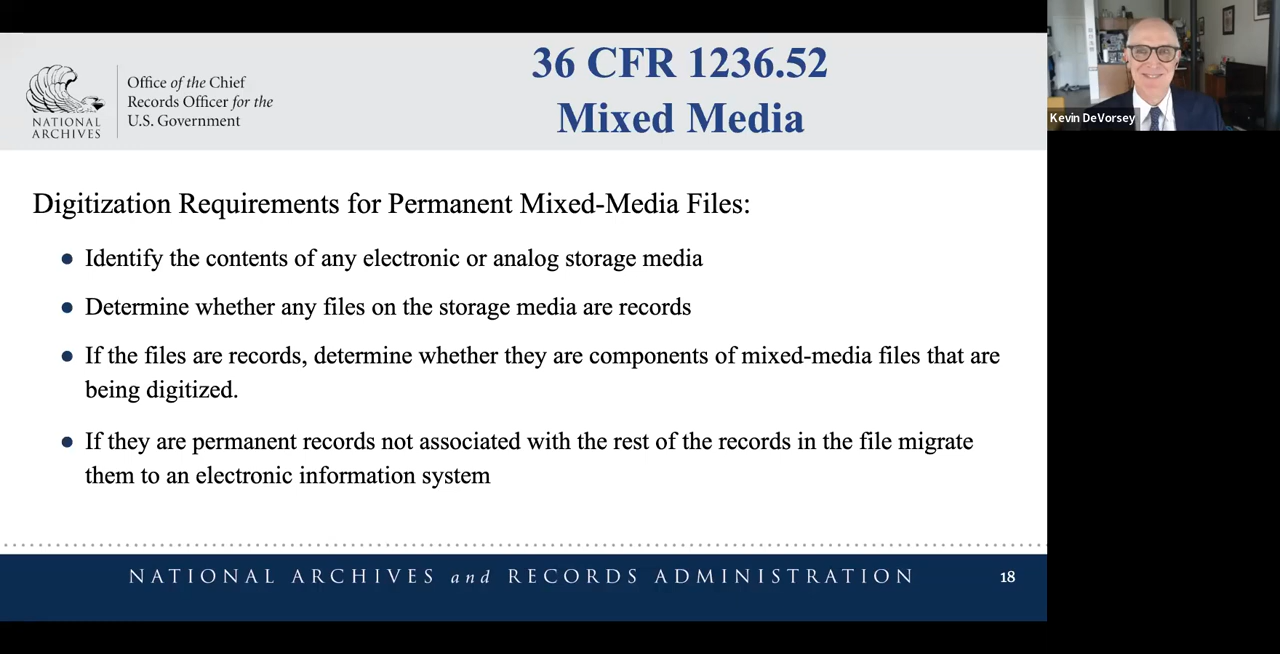 36 CFR 1236.52
Mixed Media
NATIONAL
ARCHIVES
Office of the Chief
Records Officer for the
U.S. Government
Kevin DeVorsey
Digitization Requirements for Permanent Mixed-Media Files:
● Identify the contents of any electronic or analog storage media
● Determine whether any files on the storage media are records
● If the files are records, determine whether they are components of mixed-media files that are
being digitized.
● If they are permanent records not associated with the rest of the records in the file migrate
them to an electronic information system
NATIONAL ARCHIVES and RECORDS ADMINISTRATION
18